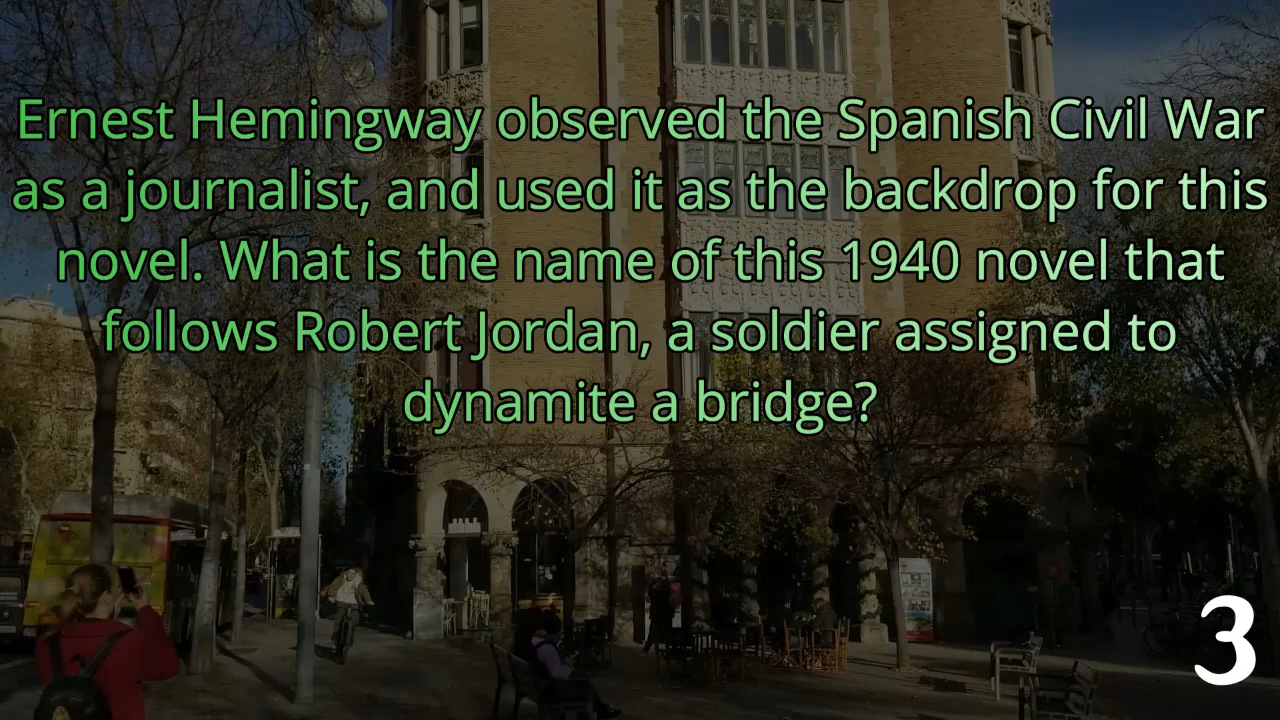 Ernest Hemingway observed the Spanish Civil War
as a journalist, and used it as the backdrop for this
novel. What is the name of this 1940 novel that
follows Robert Jordan, a soldier assigned to
dynamite a bridge?
3